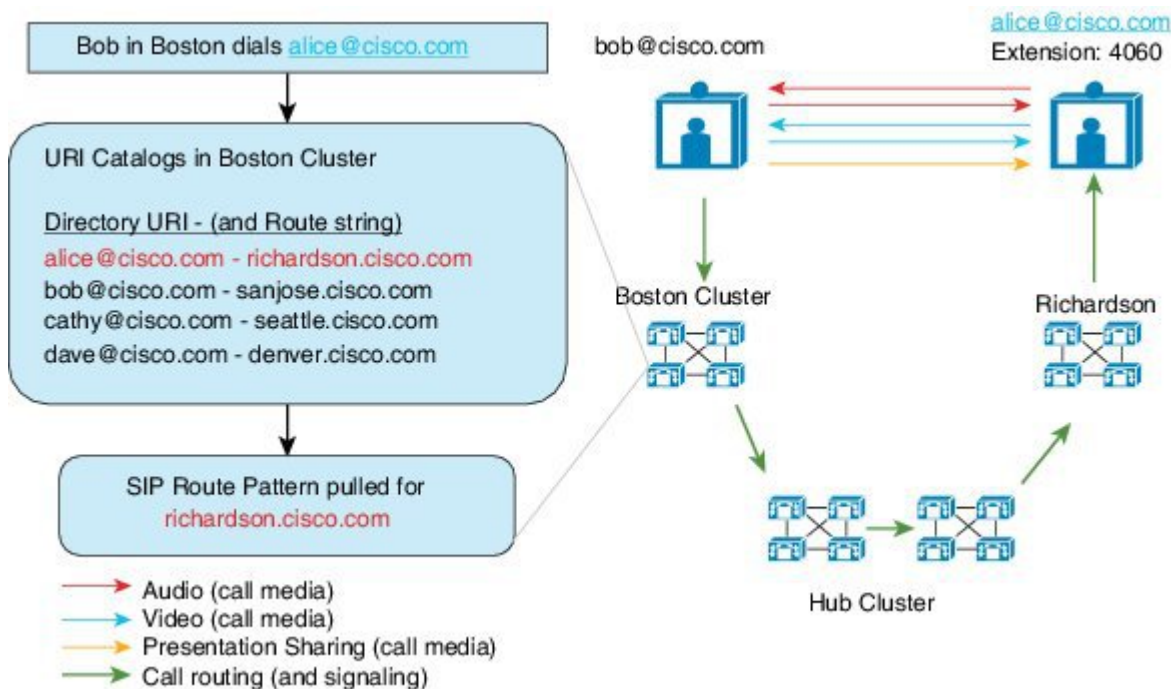 Bob in Boston dials alice@cisco.com
URI Catalogs in Boston Cluster
Directory URI - (and Route string)
alice@cisco.com - richardson.cisco.com
bob@cisco.com - sanjose.cisco.com
cathy@cisco.com - seattle.cisco.com
dave@cisco.com - denver.cisco.com
SIP Route Pattern pulled for
richardson.cisco.com
Audio (call media)
Video (call media)
Presentation Sharing (call media)
Call routing (and signaling)
bob@cisco.com
alice@cisco.com
Extension: 4060
Boston Cluster
Richardson
Hub Cluster